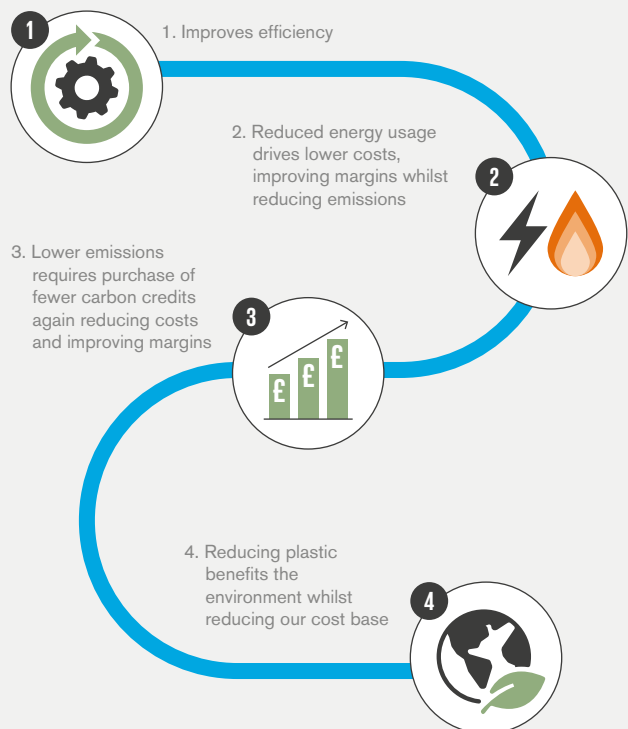 1
1. Improves efficiency
2. Reduced energy usage
drives lower costs,
improving margins whilst
reducing emissions
2
3. Lower emissions
requires purchase of
fewer carbon credits
again reducing costs
and improving margins
3
£ £ £
4. Reducing plastic
benefits the
environment whilst
reducing our cost base
4